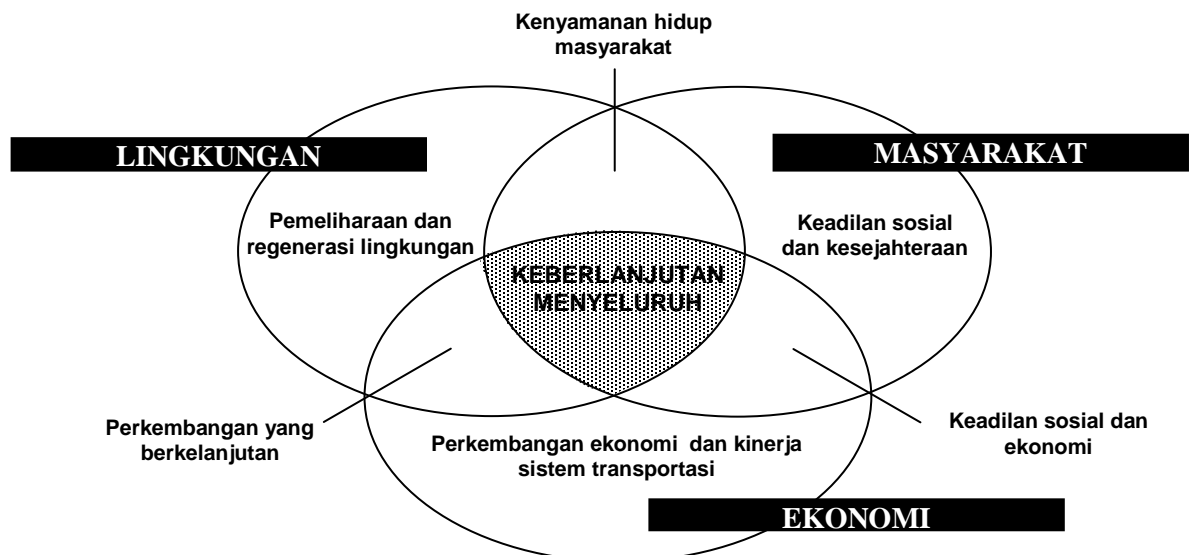 Kenyamanan hidup
masyarakat
LINGKUNGAN
MASYARAKAT
Pemeliharaan dan
regenerasi lingkungan
Keadilan sosial
dan kesejahteraan
KEBERLANJUTAN
MENYELURUH
Perkembangan yang
berkelanjutan
Perkembangan ekonomi dan kinerja
sistem transportasi
Keadilan sosial dan
ekonomi
EKONOMI